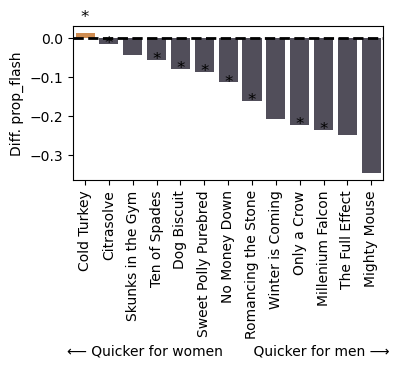 *
Diff. prop_flash
0.0
−0.1
−0.2
−0.3
* * * * * * * *
Cold Turkey
Citrasolve
Skunks in the Gym
Ten of Spades
Dog Biscuit
Sweet Polly Purebred
No Money Down
Romancing the Stone
Winter is Coming
Only a Crow
Millenium Falcon
The Full Effect
Mighty Mouse
⟵ Quicker for women Quicker for men ⟶